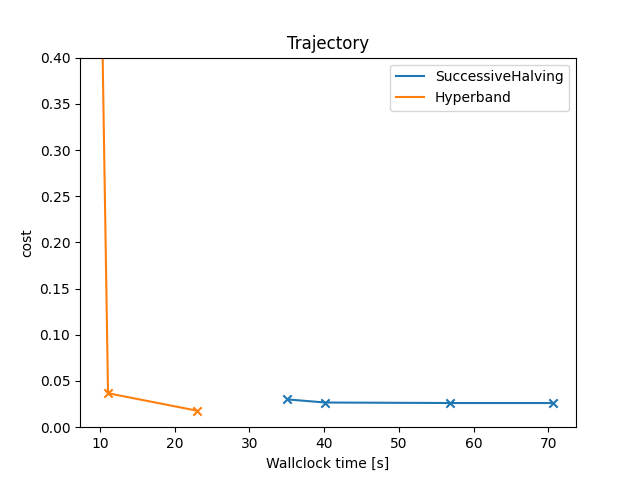 Trajectory
SuccessiveHalving
Hyperband
cost
0.40
0.35
0.30
0.25
0.20
0.15
0.10
0.05
0.00
10 20 30 40 50 60 70
Wallclock time [s]